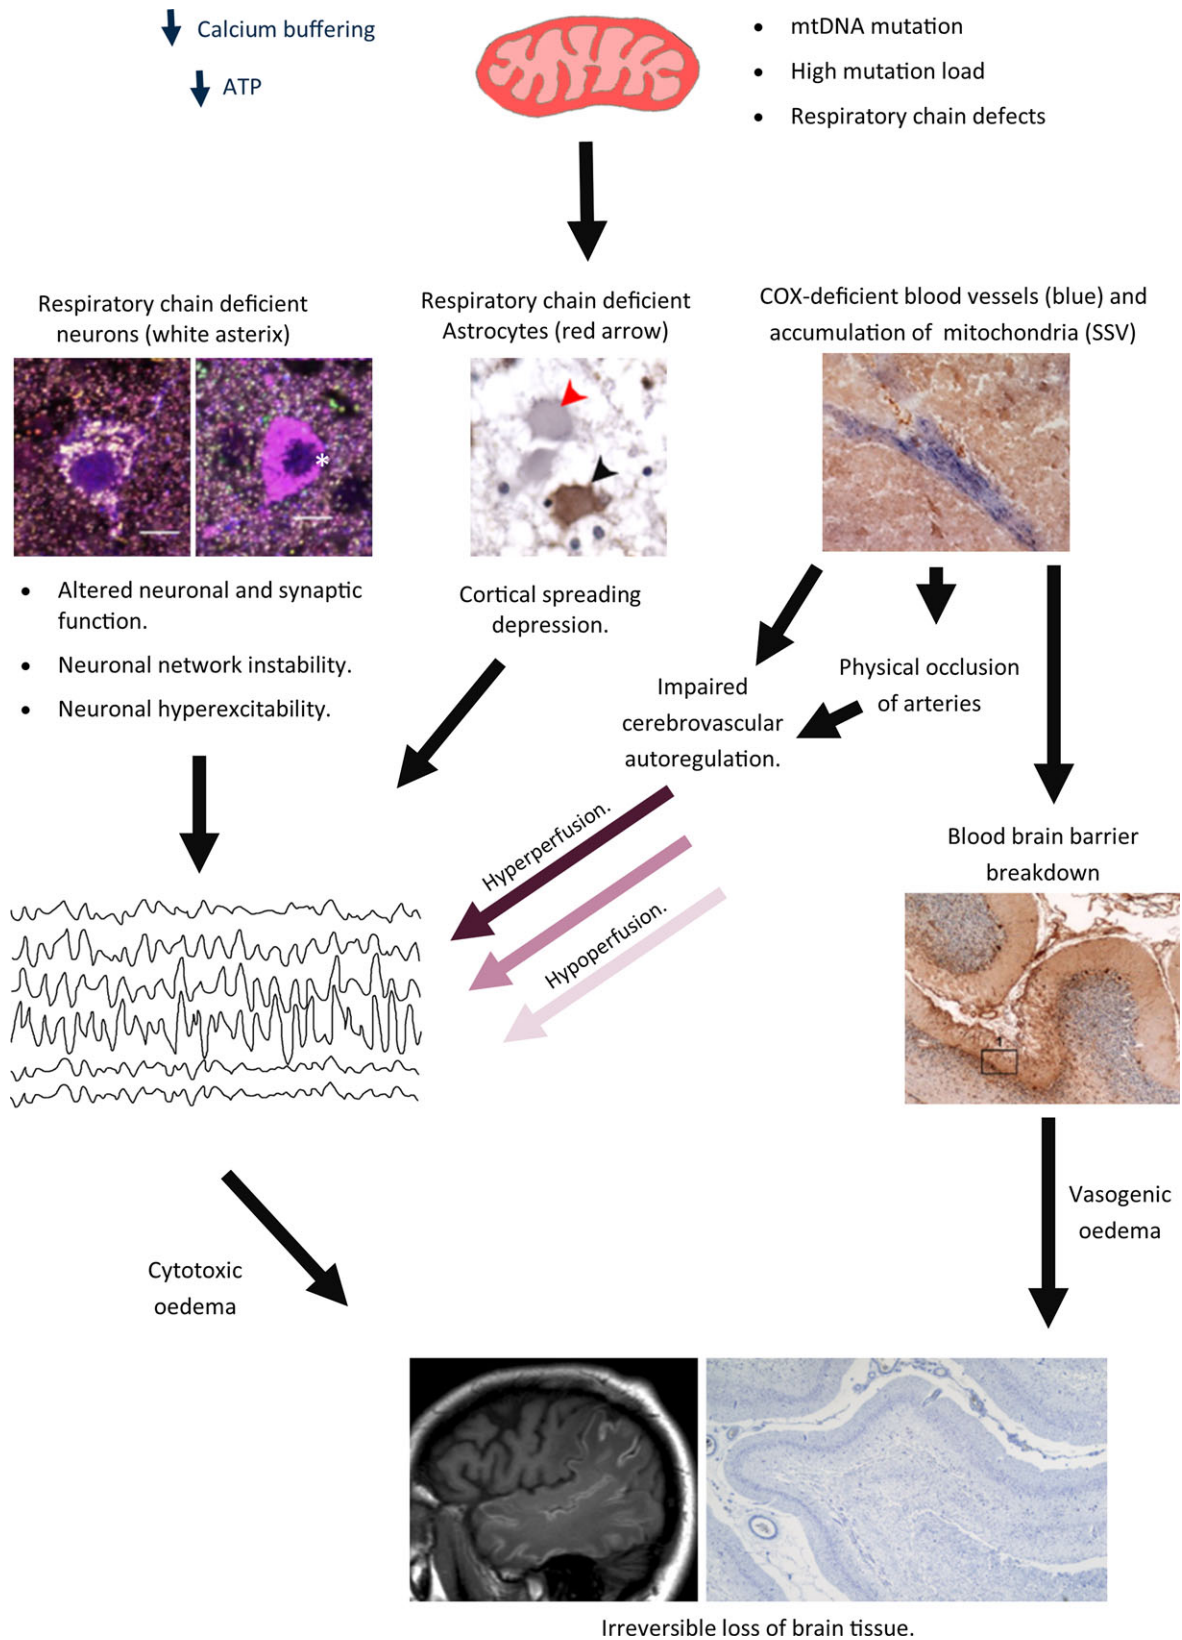 Calcium buffering
ATP
• mtDNA mutation
• High mutation load
• Respiratory chain defects
Respiratory chain deficient
neurons (white asterix)
Respiratory chain deficient
Astrocytes (red arrow)
COX-deficient blood vessels (blue) and
accumulation of mitochondria (SSV)
*
• Altered neuronal and synaptic
function.
• Neuronal network instability.
• Neuronal hyperexcitability.
Cortical spreading
depression.
Impaired
cerebrovascular
autoregulation.
Physical occlusion
of arteries
Hyperperfusion.
Hypoperfusion.
Blood brain barrier
breakdown
1
Cytotoxic
oedema
Vasogenic
oedema
Irreversible loss of brain tissue.